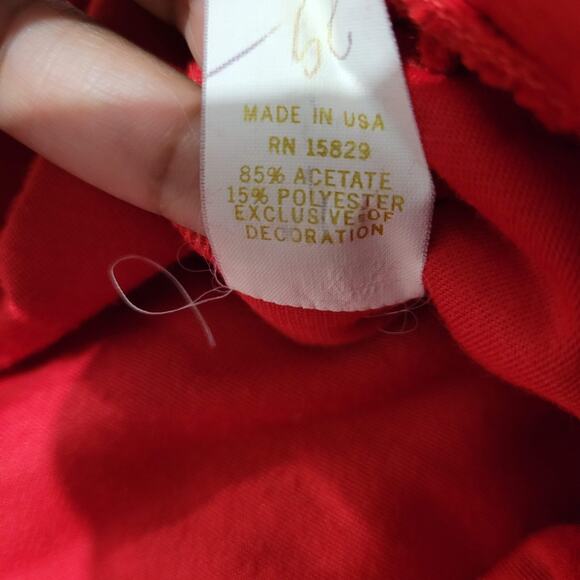 MADE IN USA
RN 15829
85% ACETATE
15% POLYESTER
EXCLUSIVE OF
DECORATION